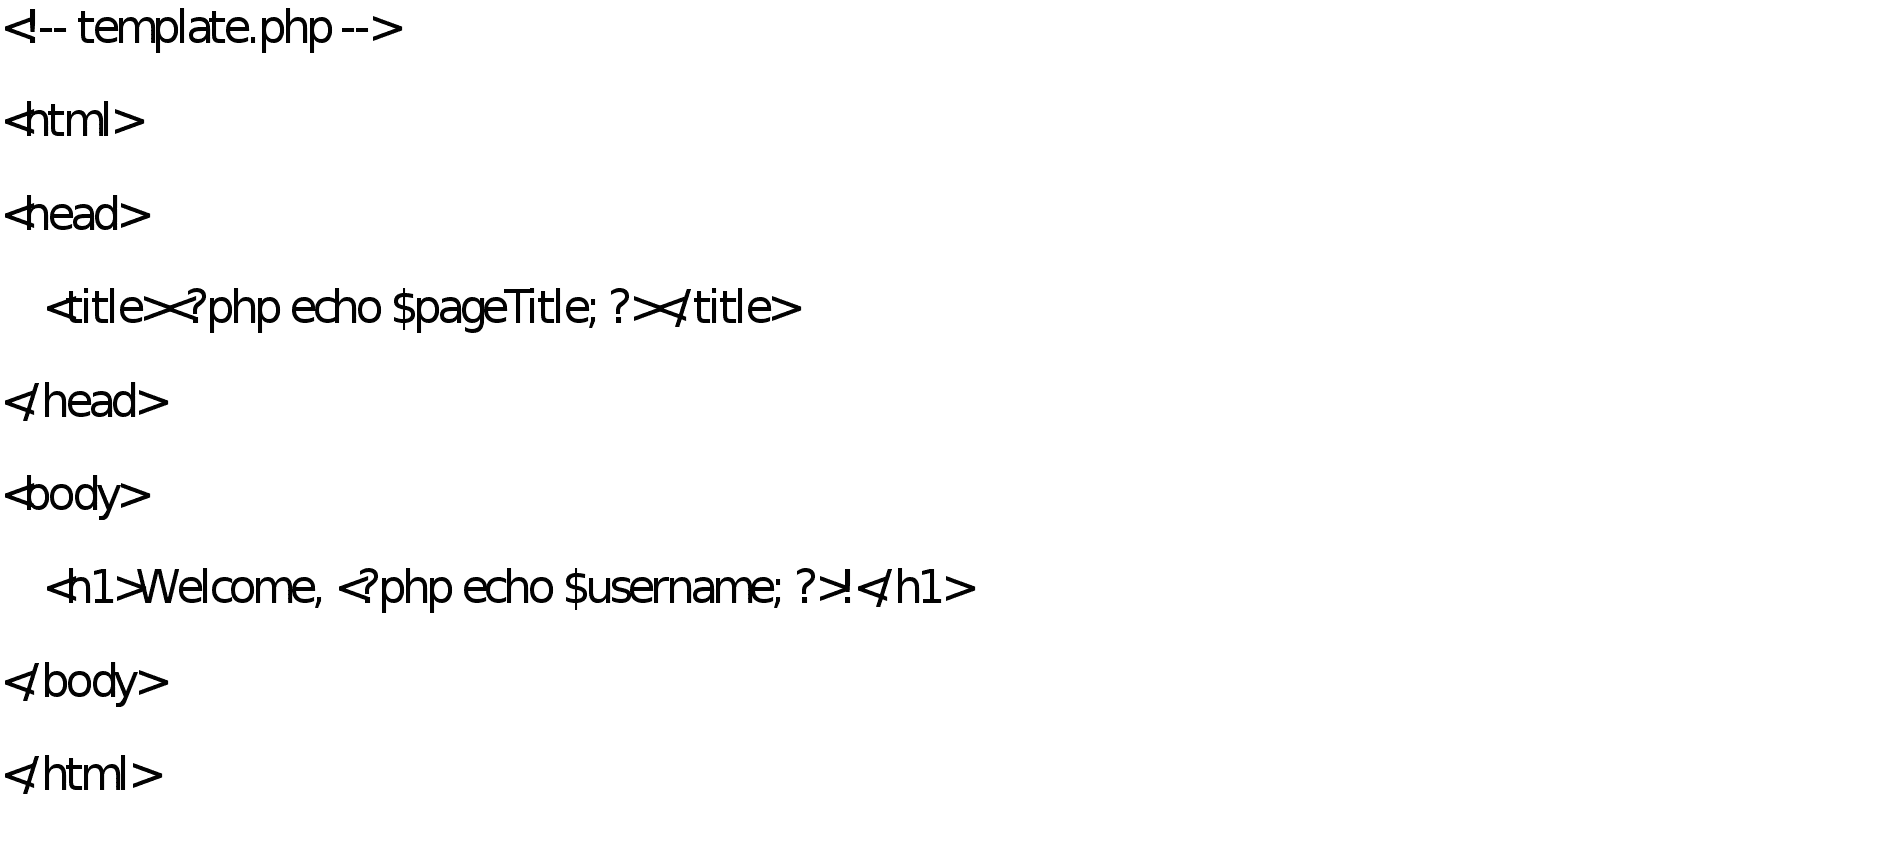 <!-- template.php -->
<html>
<head>
    <title><?php echo $pageTitle; ?></title>
</head>
<body>
    <h1>Welcome, <?php echo $username; ?>!</h1>
</body>
</html>